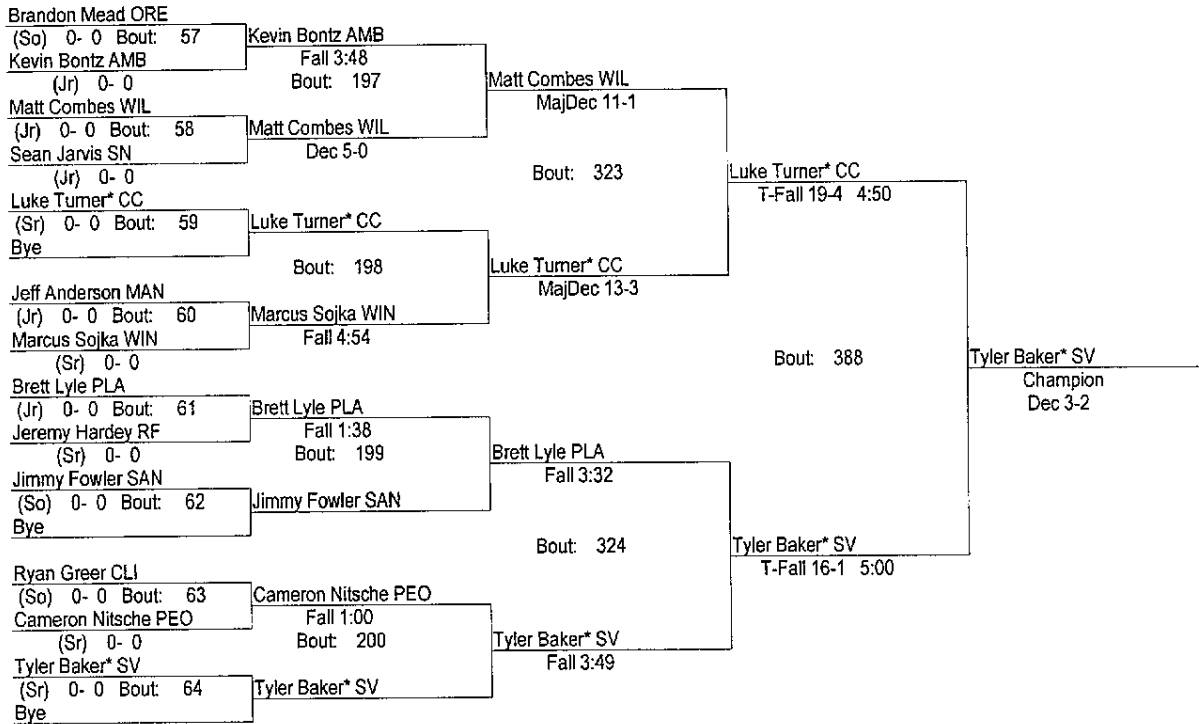 Brandon Mead ORE
(So) 0- 0 Bout: 57
Kevin Bontz AMB
(Jr) 0- 0
Matt Combes WIL
(Jr) 0- 0 Bout: 58
Sean Jarvis SN
(Jr) 0- 0
Luke Turner* CC
(Sr) 0- 0 Bout: 59
Bye
Jeff Anderson MAN
(Jr) 0- 0 Bout: 60
Marcus Sojka WIN
(Sr) 0- 0
Brett Lyle PLA
(Jr) 0- 0 Bout: 61
Jeremy Hardey RF
(Sr) 0- 0
Jimmy Fowler SAN
(So) 0- 0 Bout: 62
Bye
Ryan Greer CLI
(So) 0- 0 Bout: 63
Cameron Nitsche PEO
(Sr) 0- 0
Tyler Baker* SV
(Sr) 0- 0 Bout: 64
Bye
Kevin Bontz AMB
Fall 3:48
Bout: 197
Matt Combes WIL
Dec 5-0
Luke Turner* CC
Bout: 198
Marcus Sojka WIN
Fall 4:54
Brett Lyle PLA
Fall 1:38
Bout: 199
Jimmy Fowler SAN
Cameron Nitsche PEO
Fall 1:00
Bout: 200
Tyler Baker* SV
Matt Combes WIL
MajDec 11-1
Bout: 323
Luke Turner* CC
MajDec 13-3
Brett Lyle PLA
Fall 3:32
Bout: 324
Tyler Baker* SV
Fall 3:49
Luke Turner* CC
T-Fall 19-4 4:50
Bout: 388
Tyler Baker* SV
T-Fall 16-1 5:00
Tyler Baker* SV
Champion
Dec 3-2